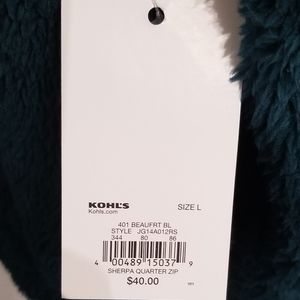 KOHL'S
Kohls.com
SIZE L
401 BEAUFRT BL
STYLE JG14A012RS
344 80 86
4 00489 15037 9
SHERPA QUARTER ZIP
$40.00